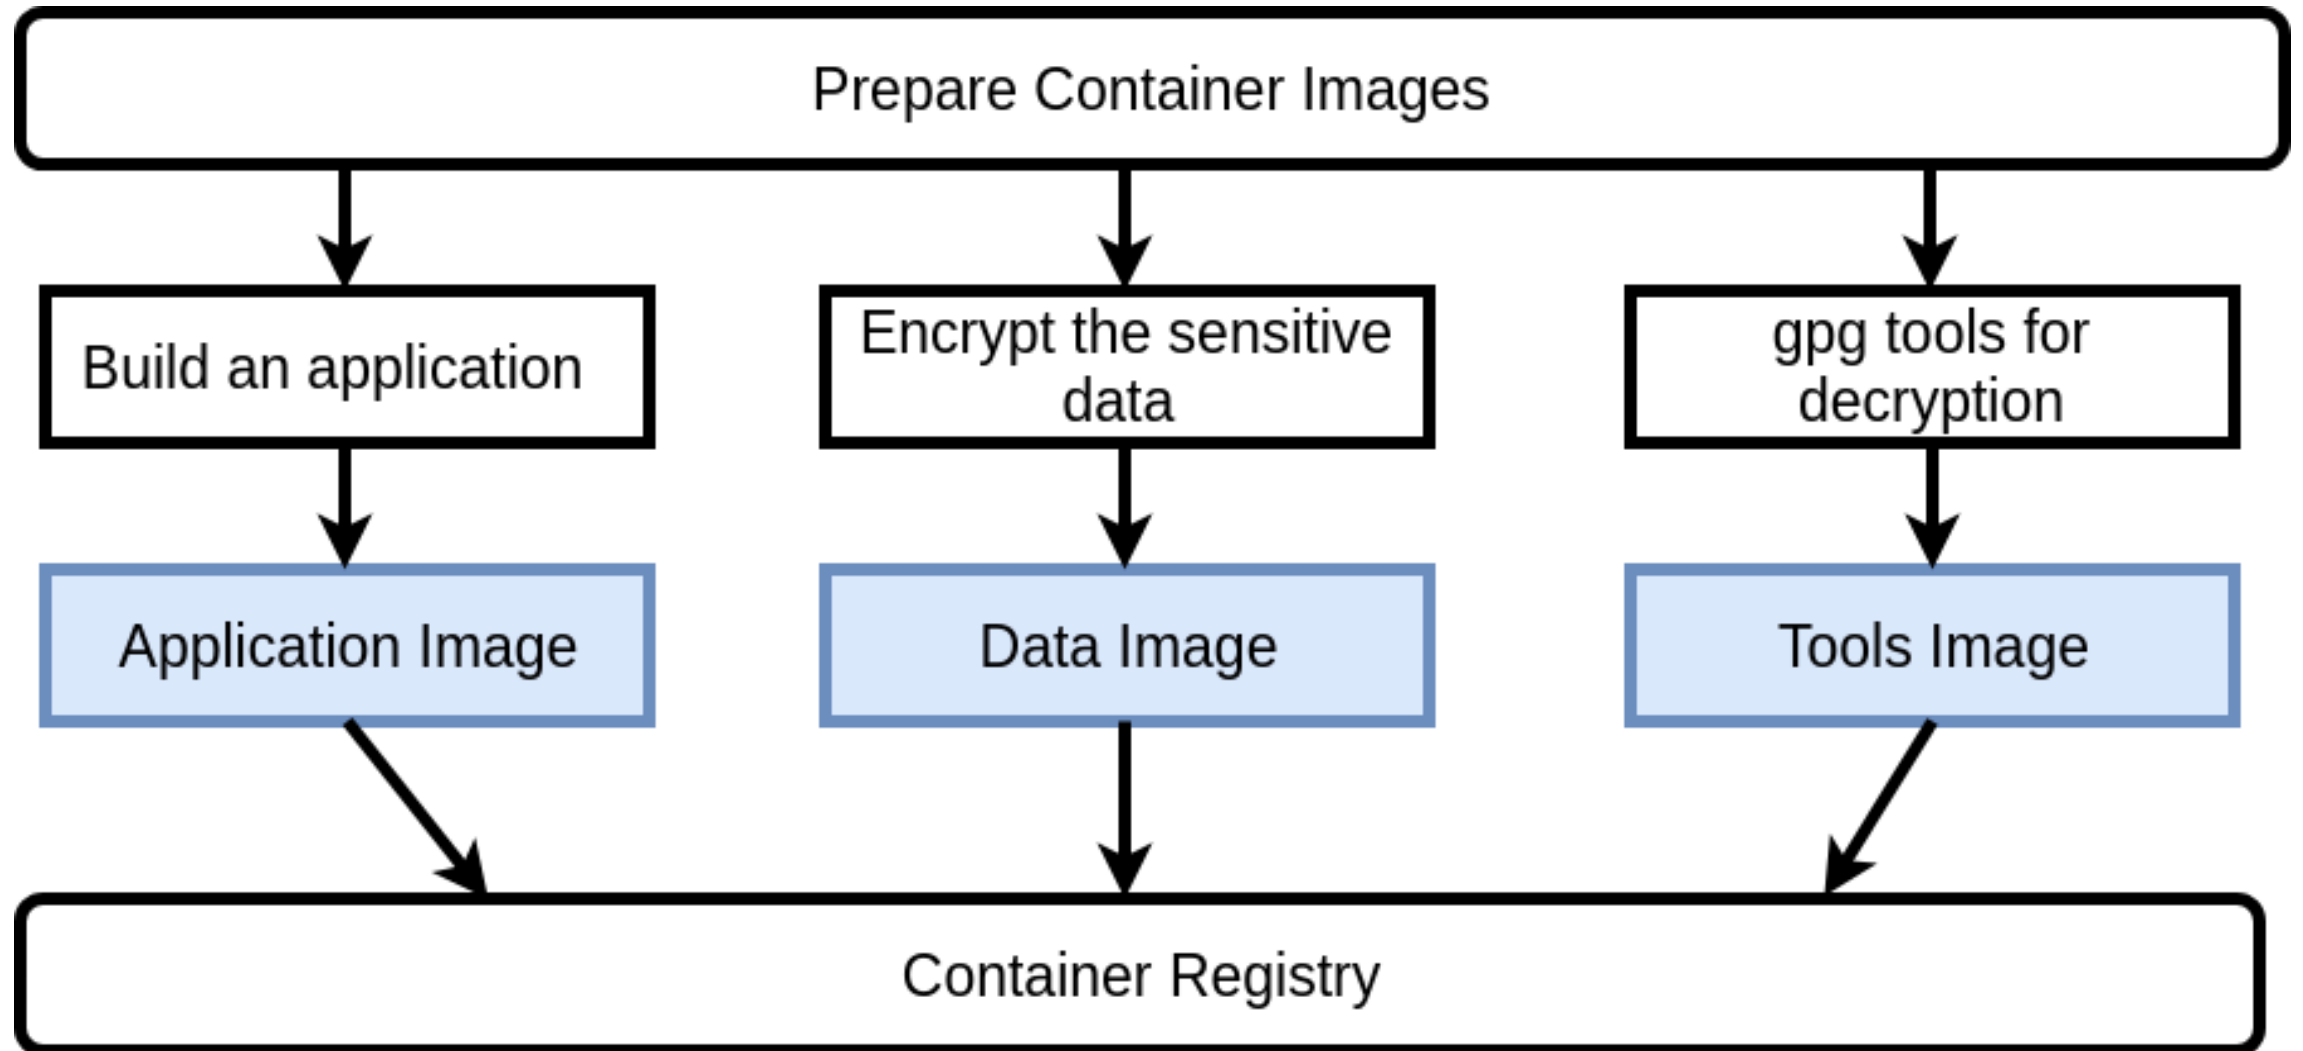 Prepare Container Images
Build an application
Encrypt the sensitive
data
gpg tools for
decryption
Application Image
Data Image
Tools Image
Container Registry